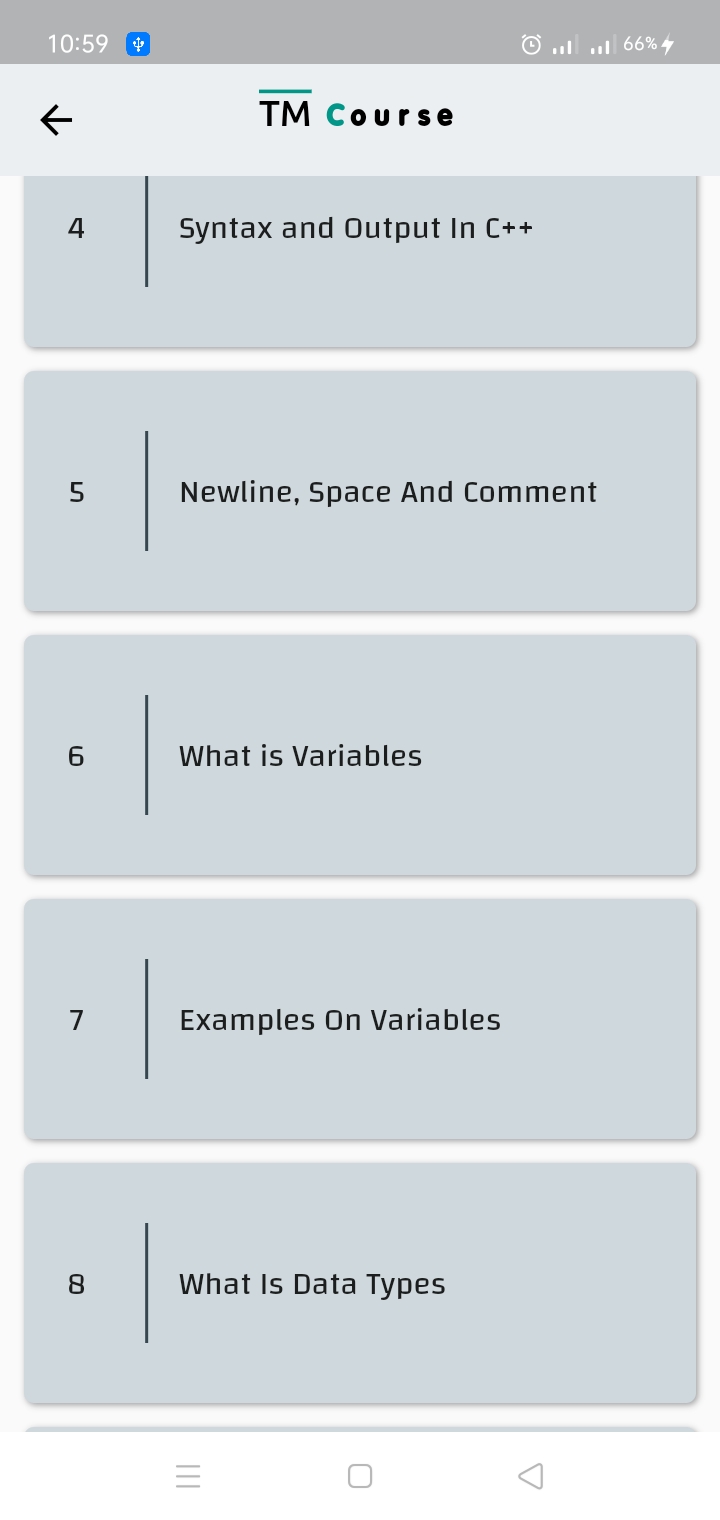 10:59
66%
TM Course
4
Syntax and Output In C++
5
Newline, Space And Comment
6
What is Variables
7
Examples On Variables
8
What Is Data Types